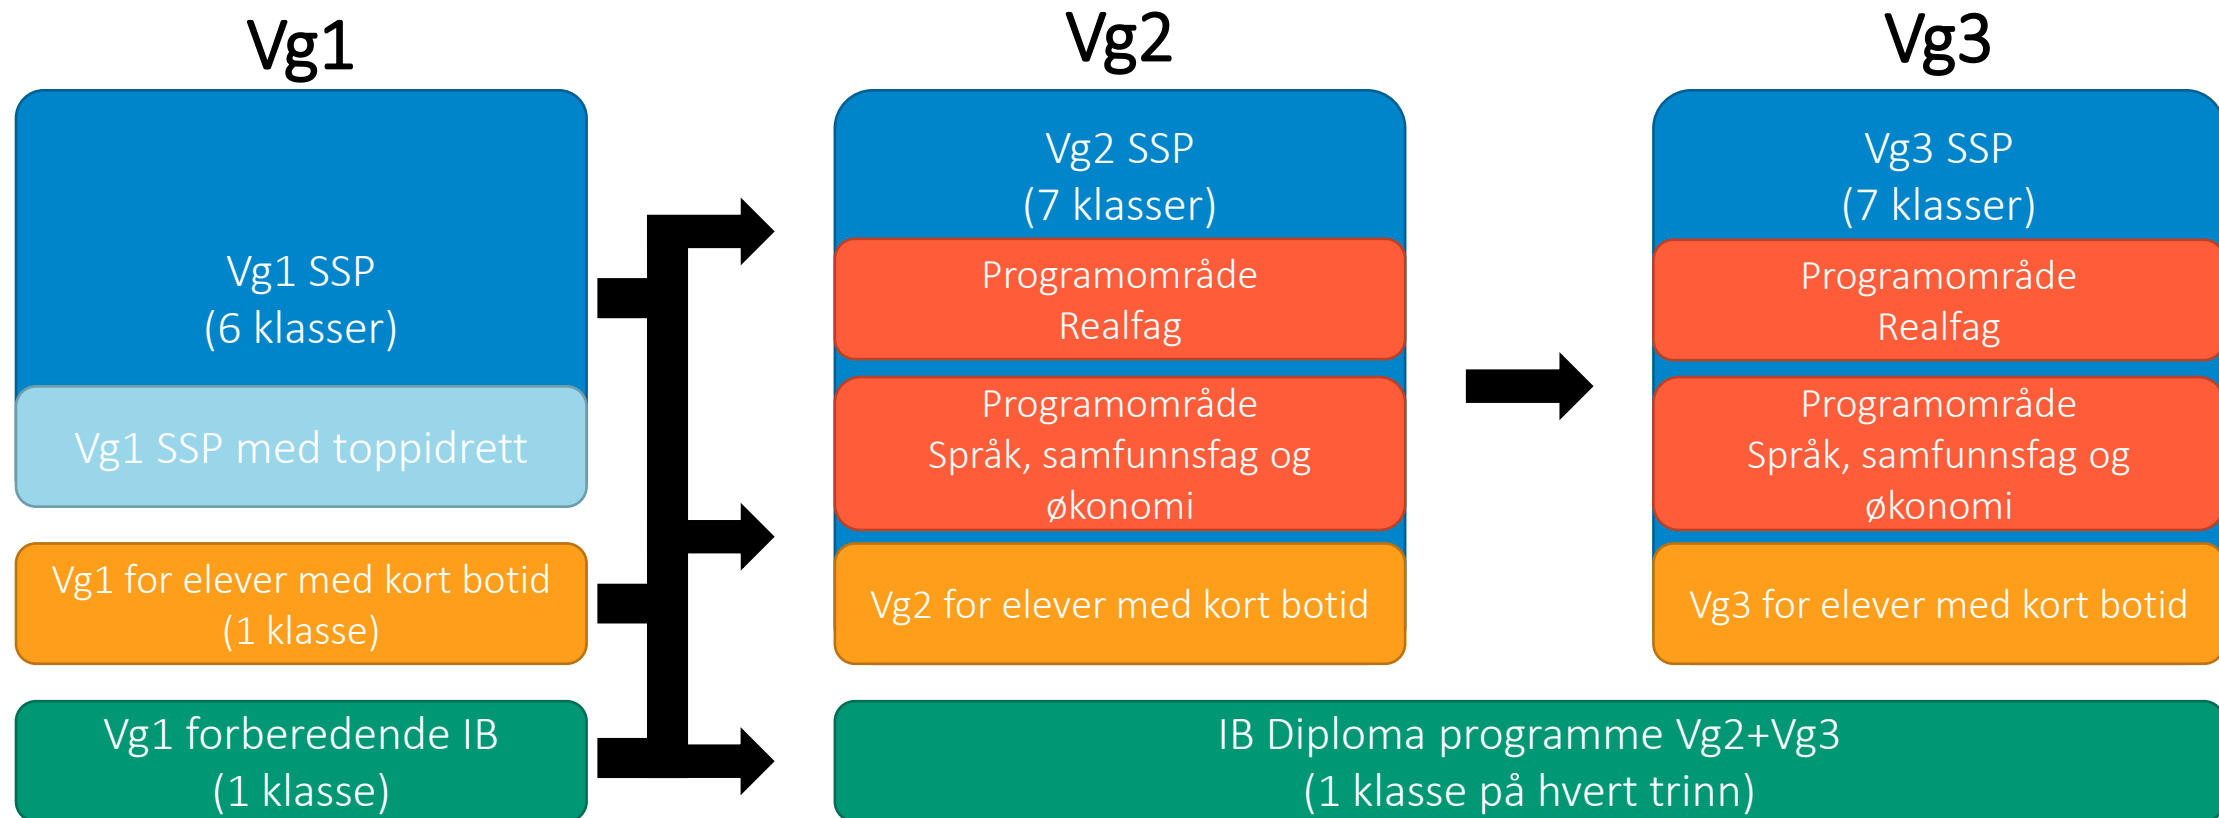 Vg1
Vg2
Vg3
Vg1 SSP
(6 klasser)
Vg1 SSP med toppidrett
Vg1 for elever med kort botid
(1 klasse)
Vg1 forberedende IB
(1 klasse)
Vg2 SSP
(7 klasser)
Programområde
Realfag
Programområde
Språk, samfunnsfag og
økonomi
Vg2 for elever med kort botid
Vg3 SSP
(7 klasser)
Programområde
Realfag
Programområde
Språk, samfunnsfag og
økonomi
Vg3 for elever med kort botid
IB Diploma programme Vg2+Vg3
(1 klasse på hvert trinn)